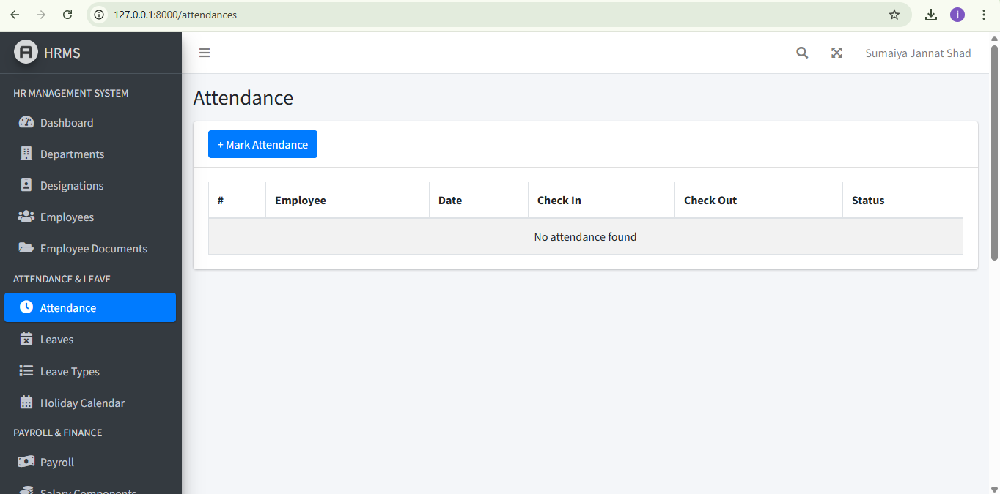 127.0.0.1:8000/attendances
j
HRMS
Sumaiya Jannat Shad
HR MANAGEMENT SYSTEM
Dashboard
Departments
Designations
Employees
Employee Documents
ATTENDANCE & LEAVE
Attendance
Leaves
Leave Types
Holiday Calendar
PAYROLL & FINANCE
Payroll
Salary Components
Attendance
+ Mark Attendance
# Employee Date Check In Check Out Status
No attendance found